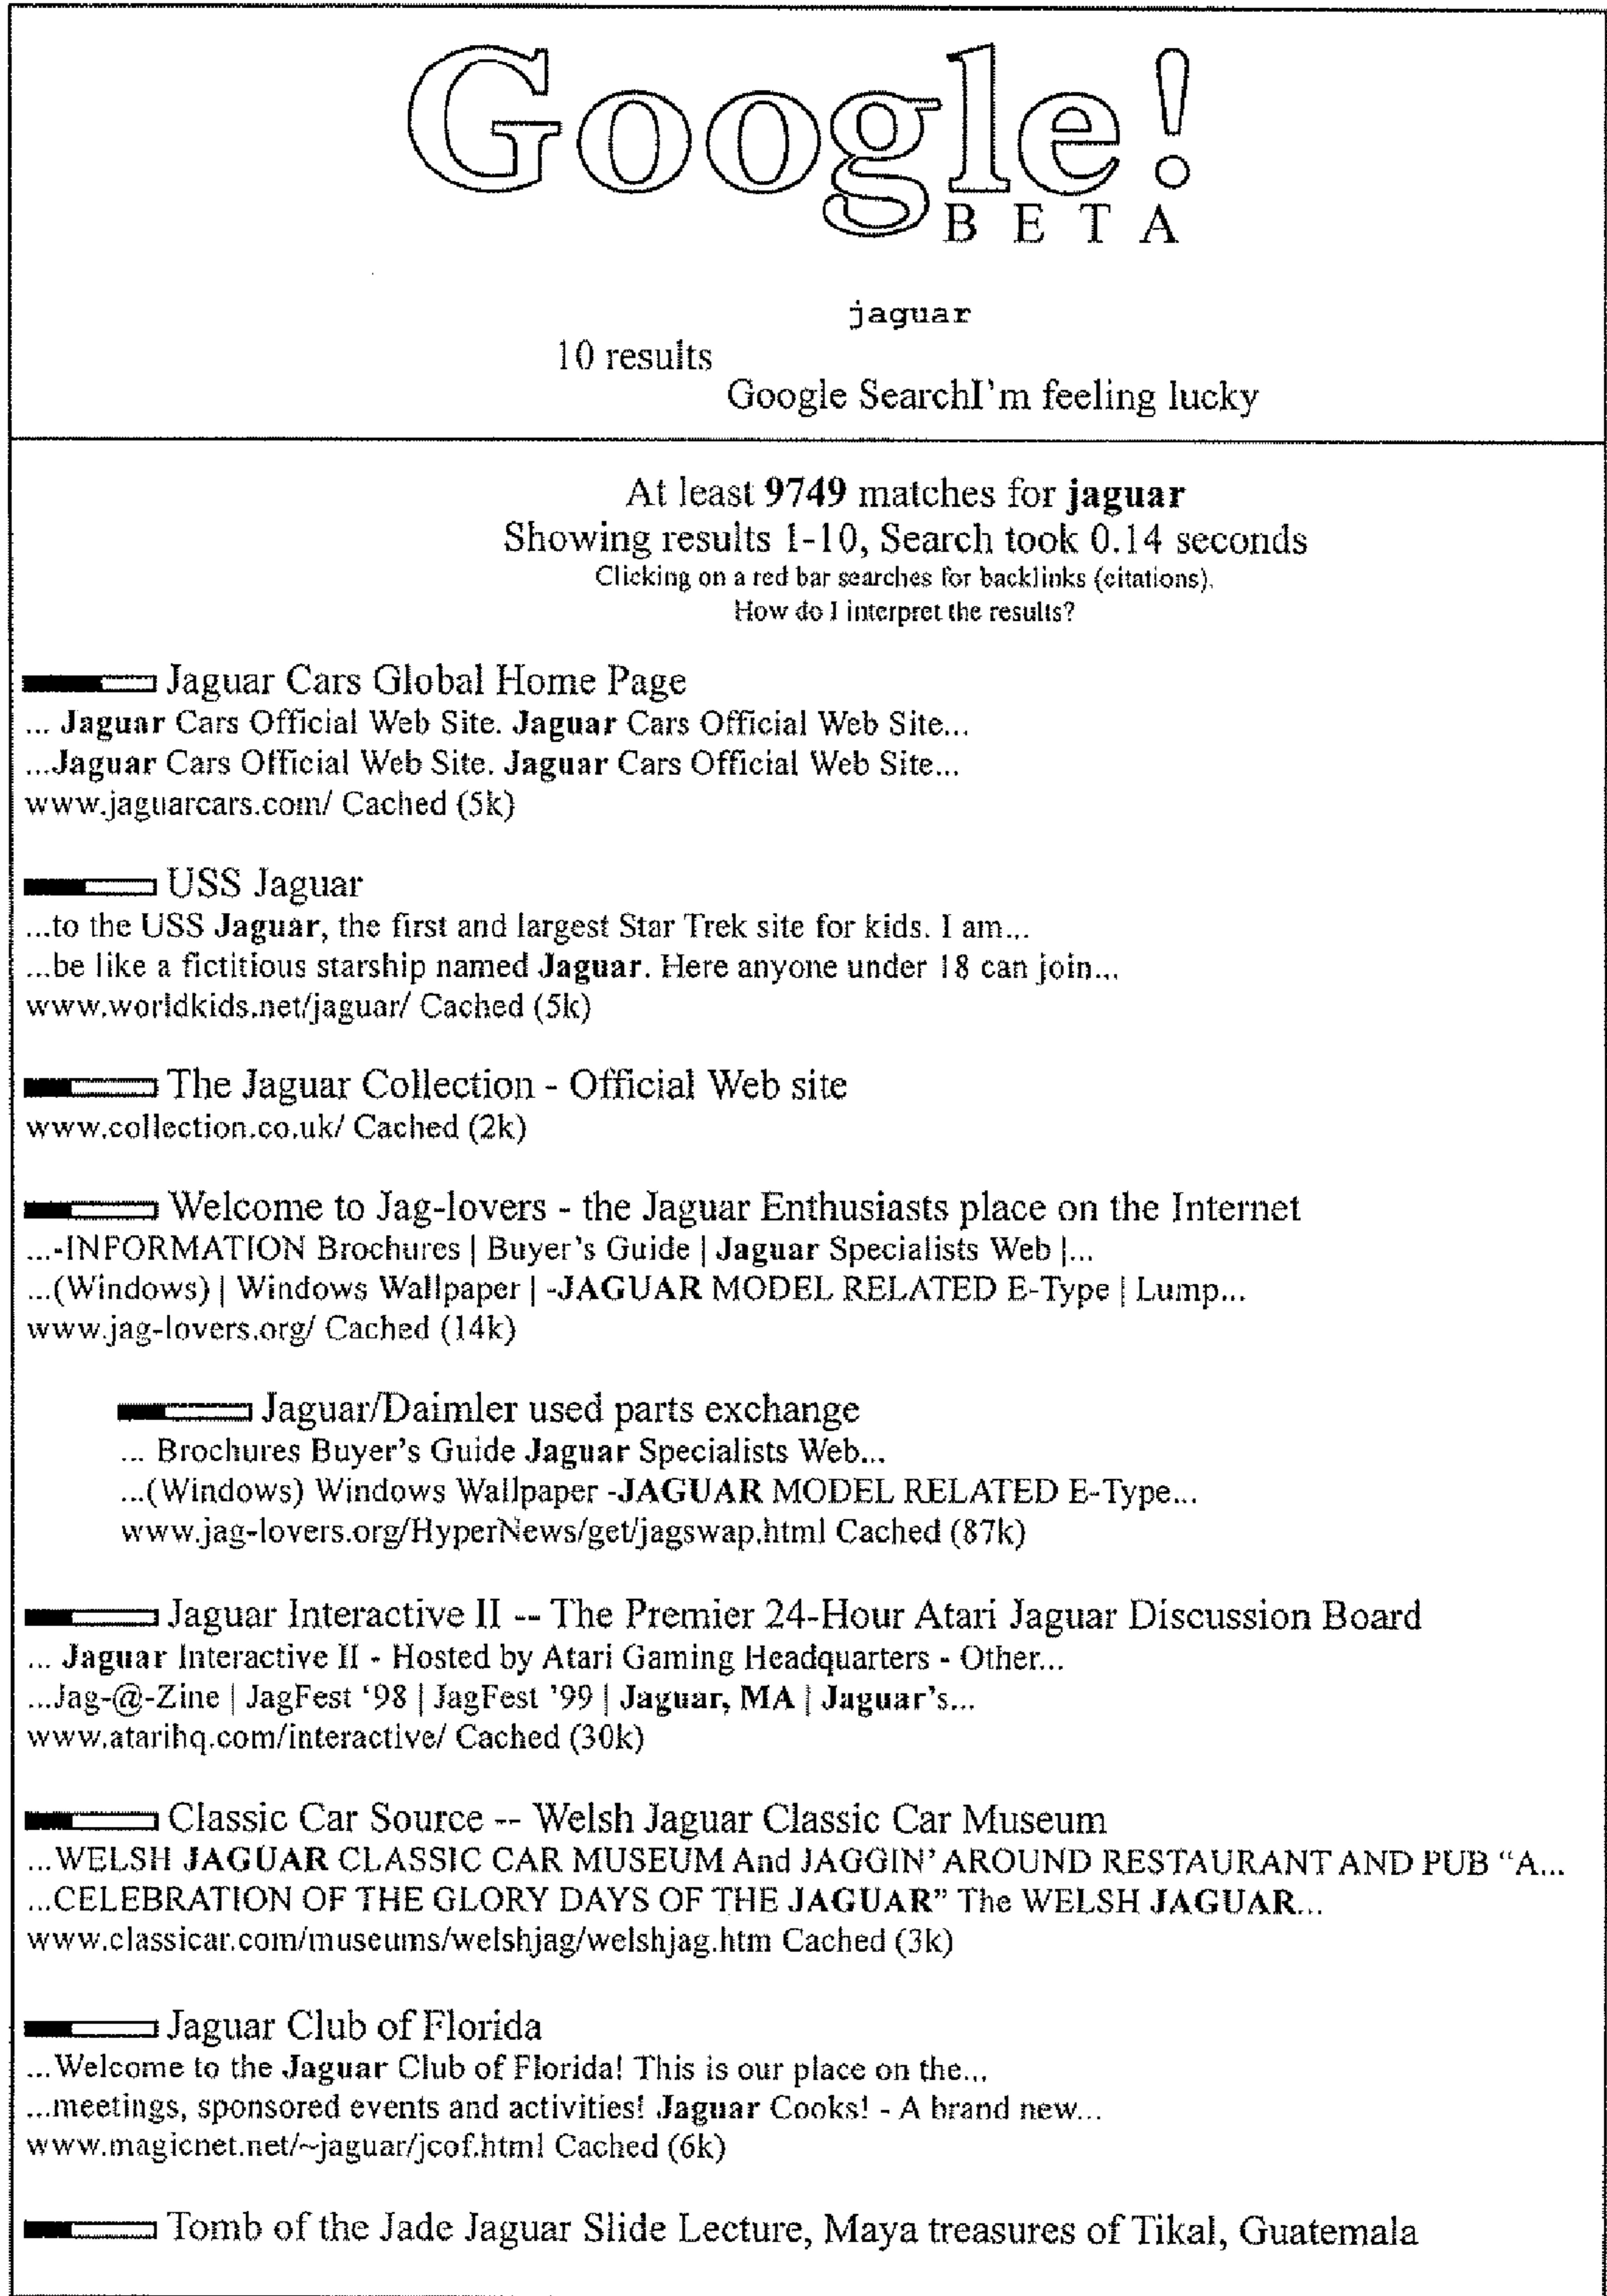 Google!
BETA
jaguar
10 results
Google SearchI'm feeling lucky
At least 9749 matches for jaguar
Showing results 1-10, Search took 0.14 seconds
Clicking on a red bar searches for backlinks (citations).
How do I interpret the results?
Jaguar Cars Global Home Page
... Jaguar Cars Official Web Site. Jaguar Cars Official Web Site...
...Jaguar Cars Official Web Site. Jaguar Cars Official Web Site...
www.jaguarcars.com/ Cached (5k)
USS Jaguar
...to the USS Jaguar, the first and largest Star Trek site for kids. I am...
...be like a fictitious starship named Jaguar. Here anyone under 18 can join...
www.worldkids.net/jaguar/ Cached (5k)
The Jaguar Collection - Official Web site
www.collection.co.uk/ Cached (2k)
Welcome to Jag-lovers - the Jaguar Enthusiasts place on the Internet
...-INFORMATION Brochures | Buyer's Guide | Jaguar Specialists Web |...
...(Windows) | Windows Wallpaper | -JAGUAR MODEL RELATED E-Type | Lump...
www.jag-lovers.org/ Cached (14k)
Jaguar/Daimler used parts exchange
... Brochures Buyer's Guide Jaguar Specialists Web...
...(Windows) Windows Wallpaper -JAGUAR MODEL RELATED E-Type...
www.jag-lovers.org/HyperNews/get/jagswap.html Cached (87k)
Jaguar Interactive II -- The Premier 24-Hour Atari Jaguar Discussion Board
... Jaguar Interactive II - Hosted by Atari Gaming Headquarters - Other...
...Jag-@-Zine | JagFest '98 | JagFest '99 | Jaguar, MA | Jaguar's...
www.atarihq.com/interactive/ Cached (30k)
Classic Car Source -- Welsh Jaguar Classic Car Museum
...WELSH JAGUAR CLASSIC CAR MUSEUM And JAGGIN' AROUND RESTAURANT AND PUB "A...
...CELEBRATION OF THE GLORY DAYS OF THE JAGUAR" The WELSH JAGUAR...
www.classicar.com/museums/welshjag/welshjag.htm Cached (3k)
Jaguar Club of Florida
...Welcome to the Jaguar Club of Florida! This is our place on the...
...meetings, sponsored events and activities! Jaguar Cooks! - A brand new...
www.magicnet.net/~jaguar/jcof.html Cached (6k)
Tomb of the Jade Jaguar Slide Lecture, Maya treasures of Tikal, Guatemala